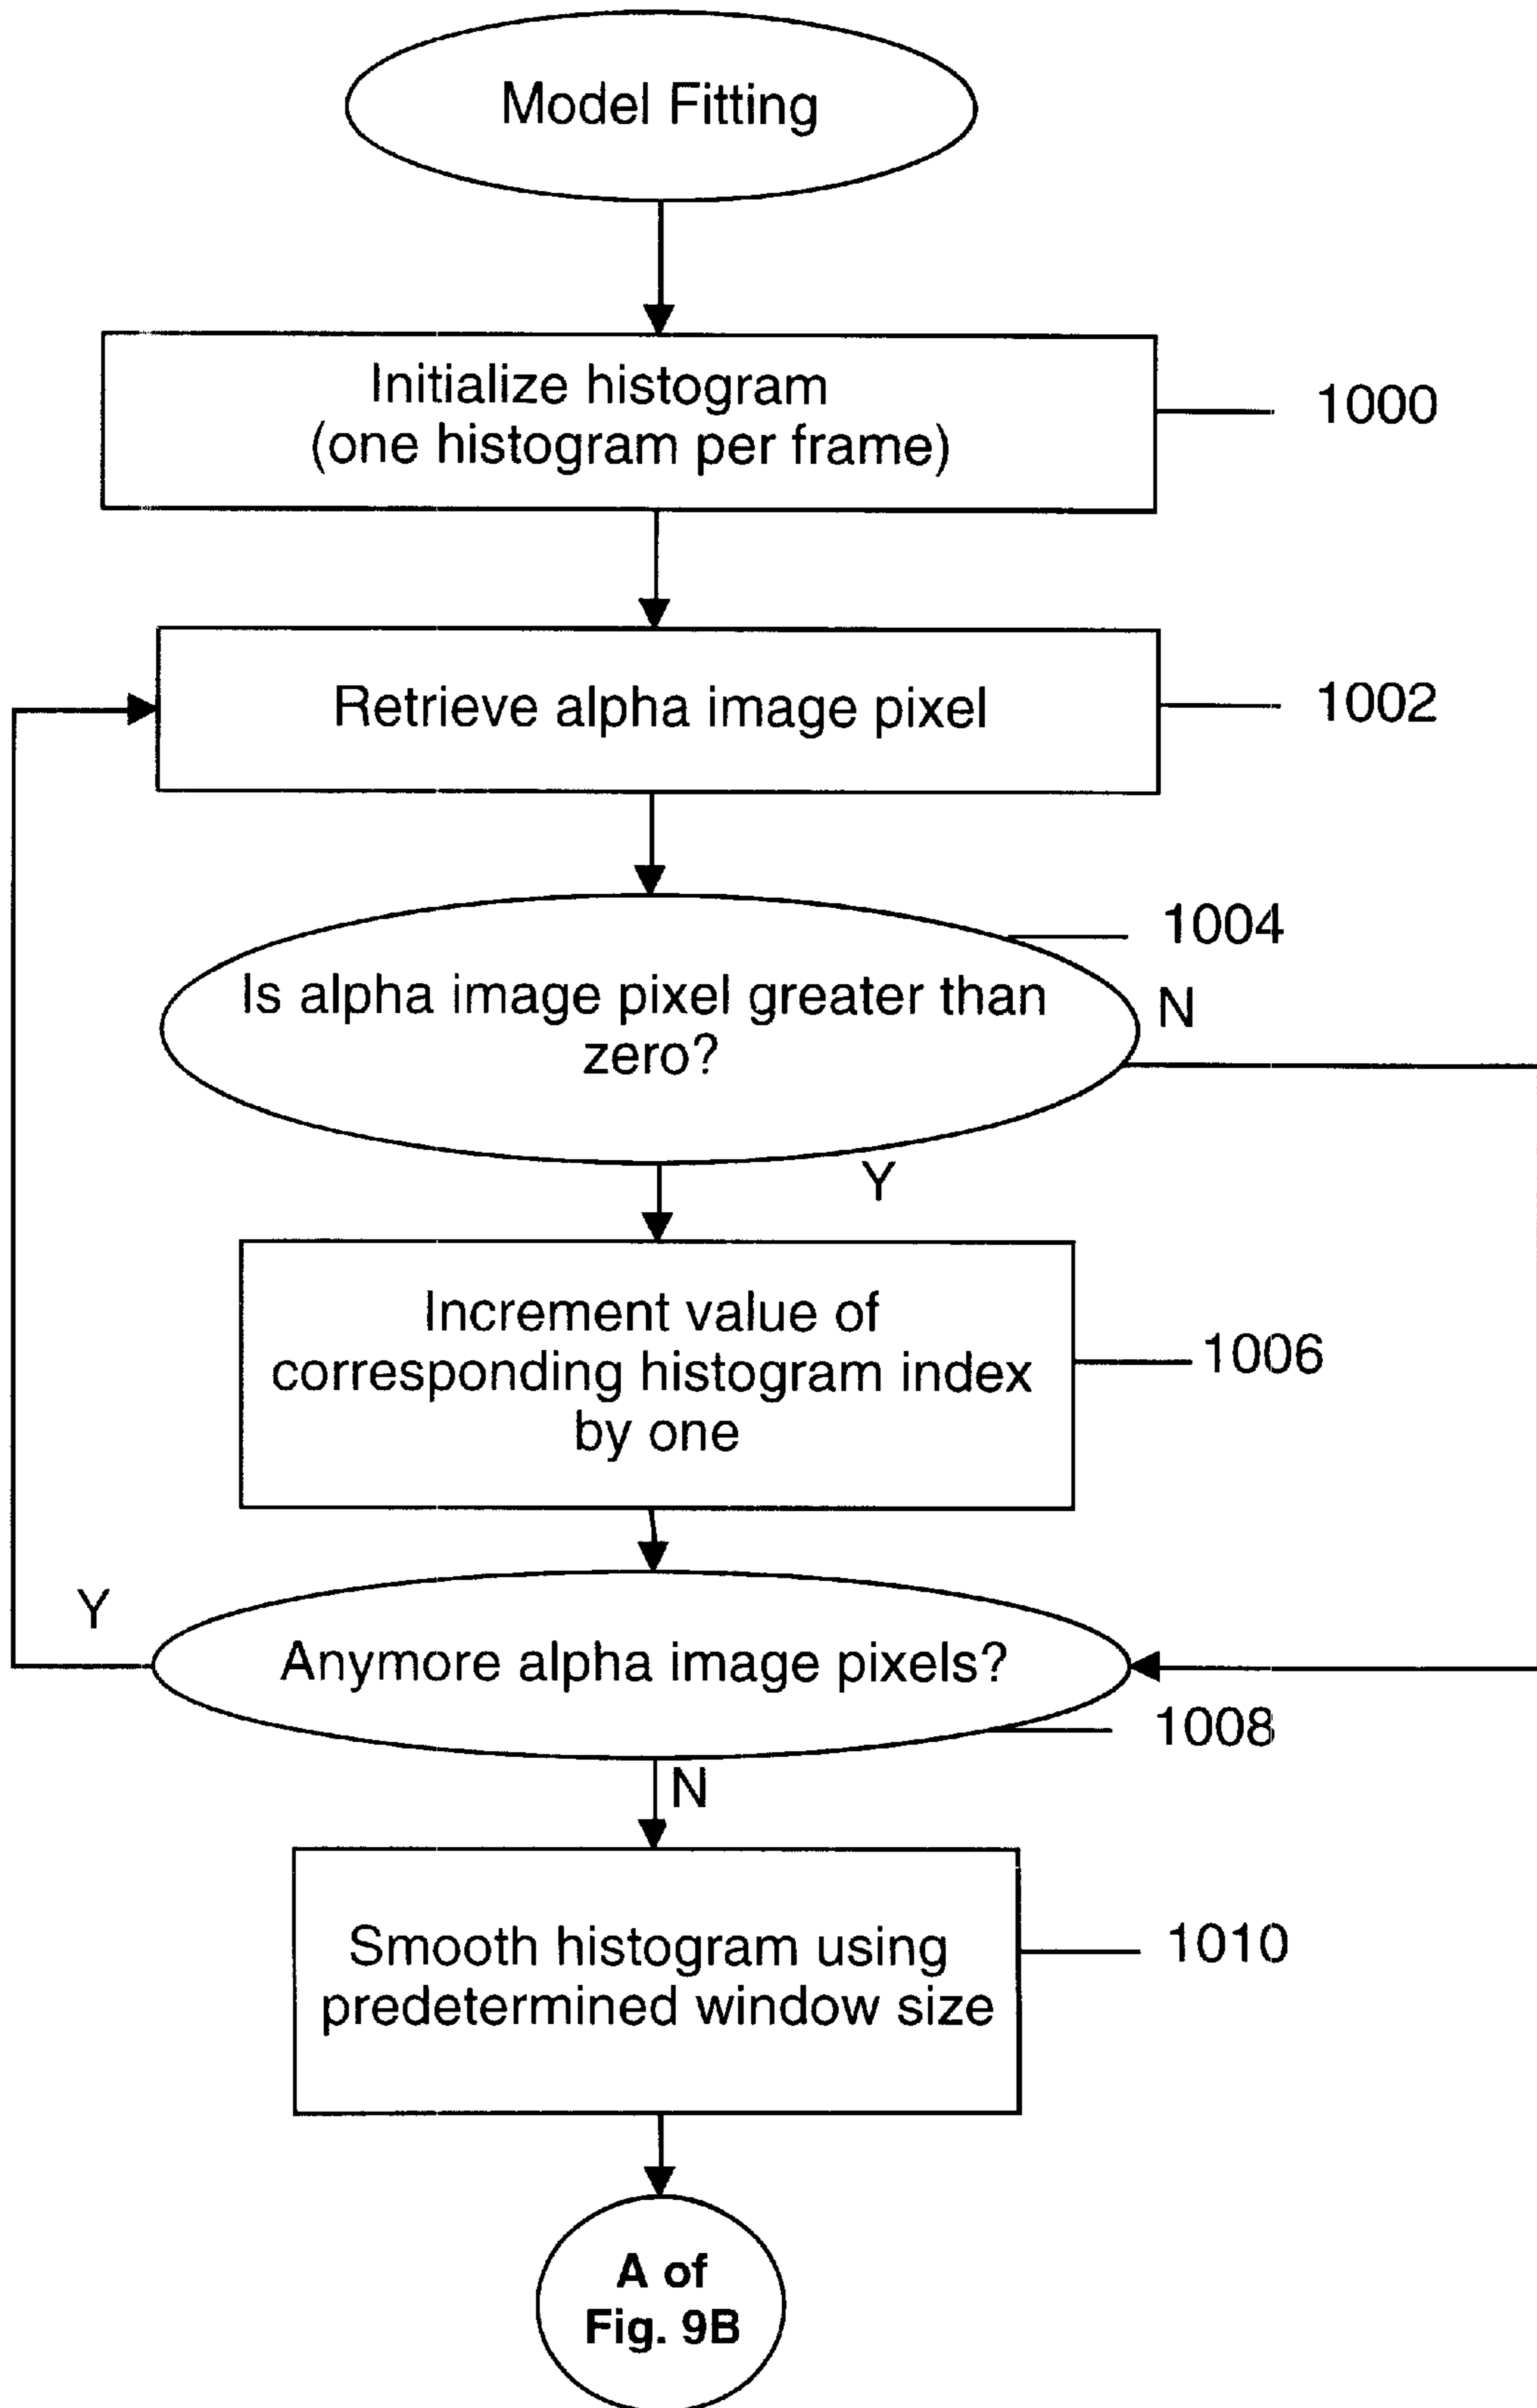 Model Fitting
Initialize histogram
(one histogram per frame)
1000
Retrieve alpha image pixel
1002
1004
Is alpha image pixel greater than
zero?
N
Y
Increment value of
corresponding histogram index
by one
1006
Y
Anymore alpha image pixels?
1008
N
Smooth histogram using
predetermined window size
1010
A of
Fig. 9B